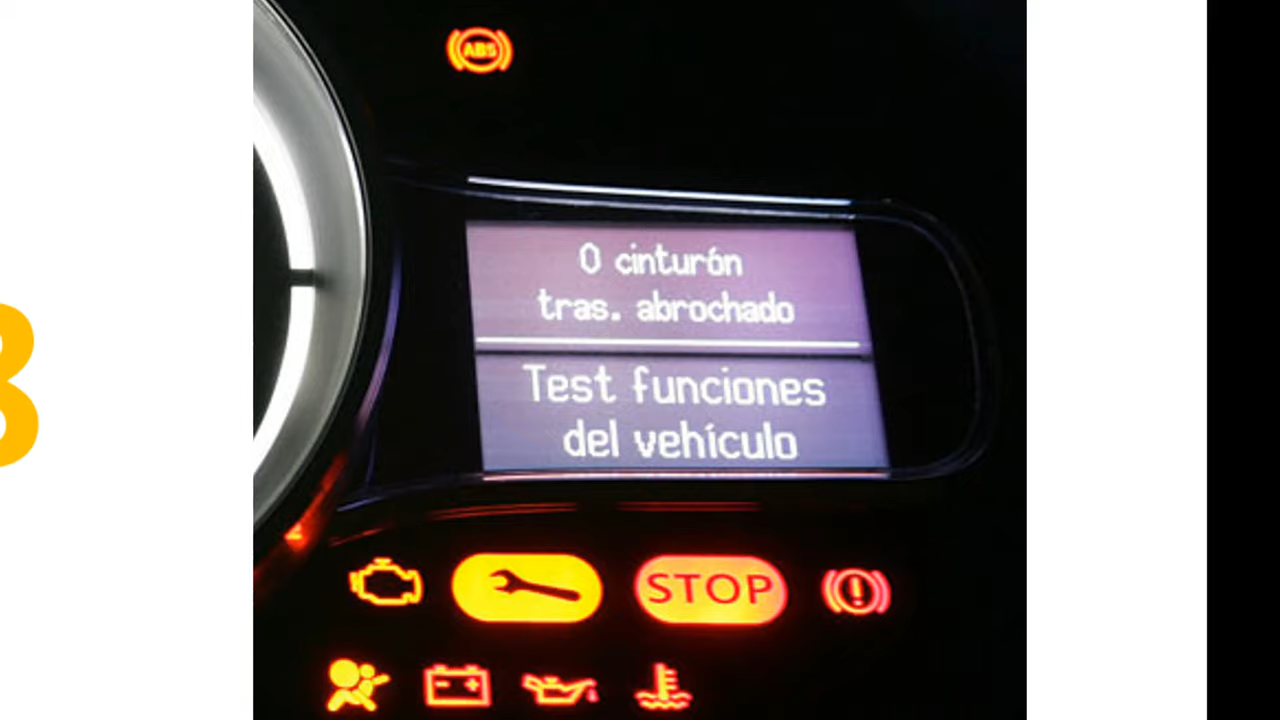 ABS
0 cinturón
tras. abrochado
Test funciones
del vehículo
STOP